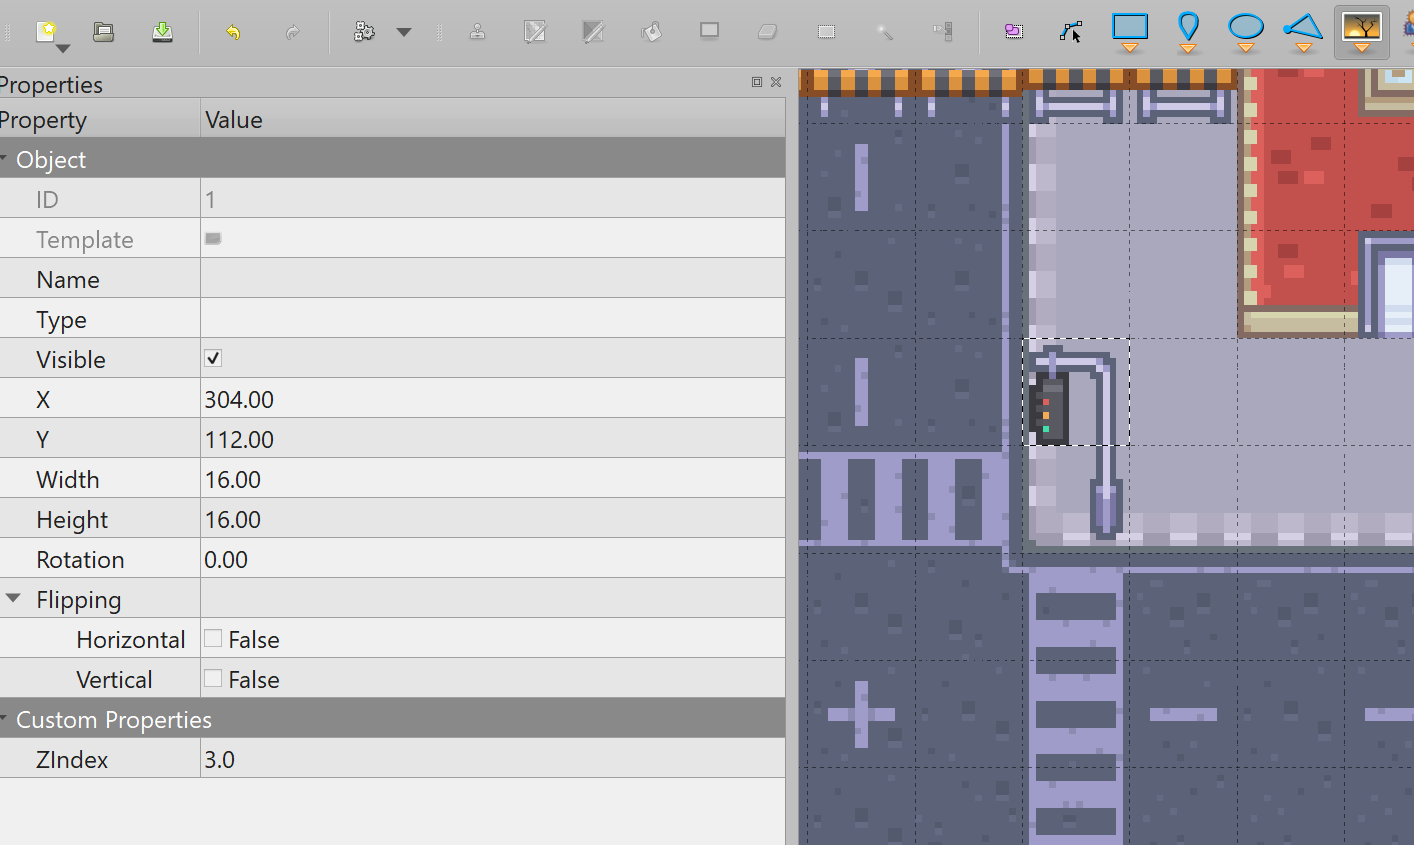 Properties
Property Value
Object
ID 1
Template
Name
Type
Visible
X 304.00
Y 112.00
Width 16.00
Height 16.00
Rotation 0.00
Flipping
Horizontal False
Vertical False
Custom Properties
ZIndex 3.0